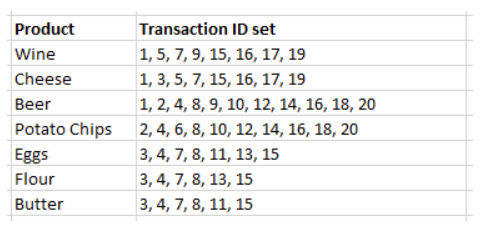 Product Transaction ID set
Wine 1, 5, 7, 9, 15, 16, 17, 19
Cheese 1, 3, 5, 7, 15, 16, 17, 19
Beer 1, 2, 4, 8, 9, 10, 12, 14, 16, 18, 20
Potato Chips 2, 4, 6, 8, 10, 12, 14, 16, 18, 20
Eggs 3, 4, 7, 8, 11, 13, 15
Flour 3, 4, 7, 8, 13, 15
Butter 3, 4, 7, 8, 11, 15